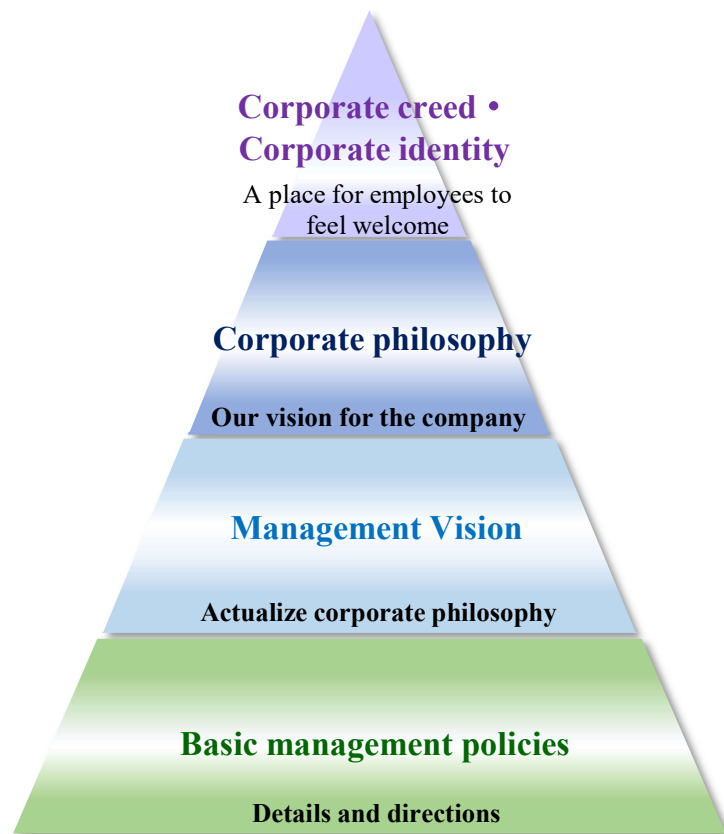 Corporate creed・
Corporate identity
A place for employees to
feel welcome
Corporate philosophy
Our vision for the company
Management Vision
Actualize corporate philosophy
Basic management policies
Details and directions